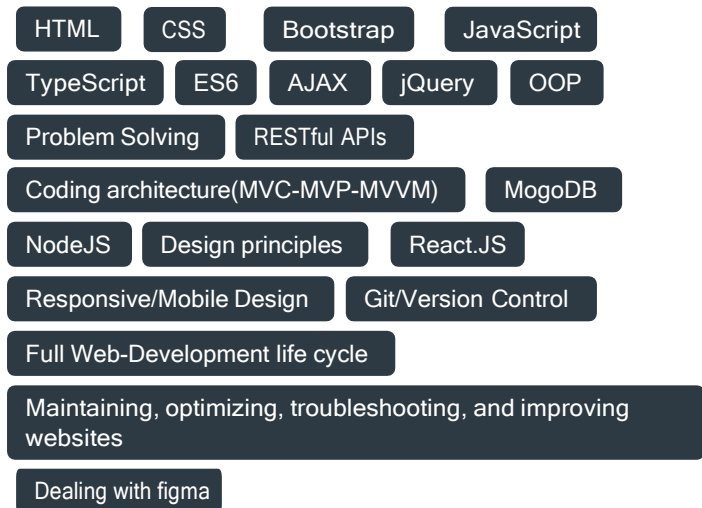 HTML CSS Bootstrap JavaScript
TypeScript ES6 AJAX jQuery OOP
Problem Solving RESTful APIs
Coding architecture(MVC-MVP-MVVM) MogoDB
NodeJS Design principles React.JS
Responsive/Mobile Design Git/Version Control
Full Web-Development life cycle
Maintaining, optimizing, troubleshooting, and improving
websites
Dealing with figma